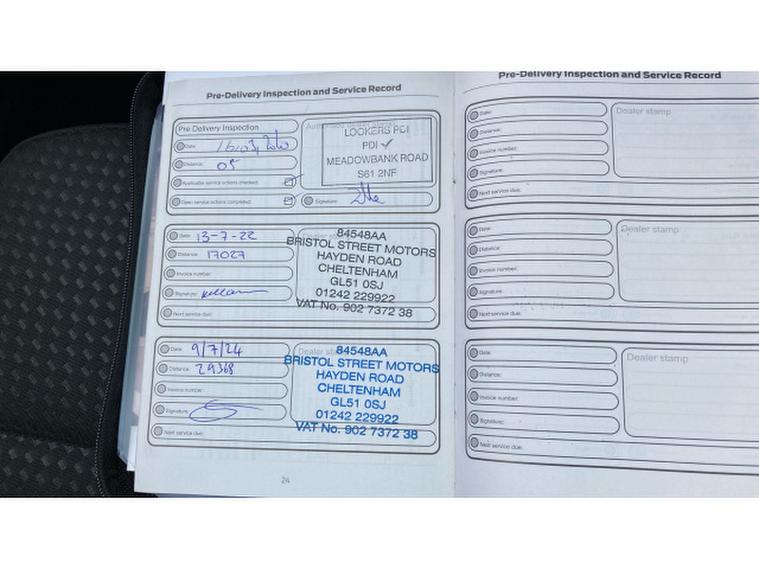 Pre-Delivery Inspection and Service Record
Pre Delivery Inspection
Date:
Distance: 05
Applicable service actions checked:
Open service actions completed:
LOOKERS PDI
PDI ✓
MEADOWBANK ROAD
S61 2NF
Signature:
Date: 13-7-22
Distance: 17027
Invoice number:
Signature:
Next service due:
84548AA
BRISTOL STREET MOTORS
HAYDEN ROAD
CHELTENHAM
GL51 0SJ
01242 229922
VAT No. 902 7372 38
Date: 9/7/24
Distance: 29368
Invoice number:
Signature:
Next service due:
Dealer stamp
84548AA
BRISTOL STREET MOTORS
HAYDEN ROAD
CHELTENHAM
GL51 0SJ
01242 229922
VAT No. 902 7372 38
24
Pre-Delivery Inspection and Service Record
Date:
Distance:
Invoice number:
Signature:
Next service due:
Dealer stamp
Date:
Distance:
Invoice number:
Signature:
Next service due:
Dealer stamp
Date:
Distance:
Invoice number:
Signature:
Next service due:
Dealer stamp